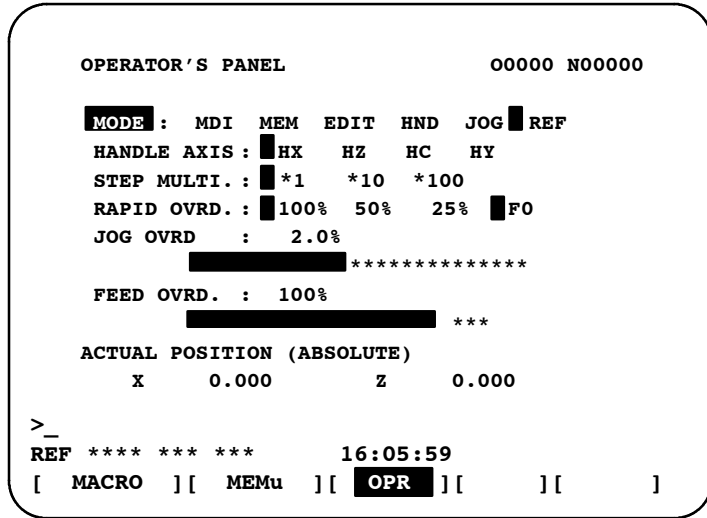 OPERATOR'S PANEL O0000 N00000
MODE : MDI MEM EDIT HND JOG REF
HANDLE AXIS : HX HZ HC HY
STEP MULTI. : *1 *10 *100
RAPID OVRD. : 100% 50% 25% F0
JOG OVRD : 2.0%
**************
FEED OVRD. : 100%
***
ACTUAL POSITION (ABSOLUTE)
X 0.000 Z 0.000
>_
REF **** *** *** 16:05:59
[ MACRO ][ MEMu ][ OPR ][ ][ ]